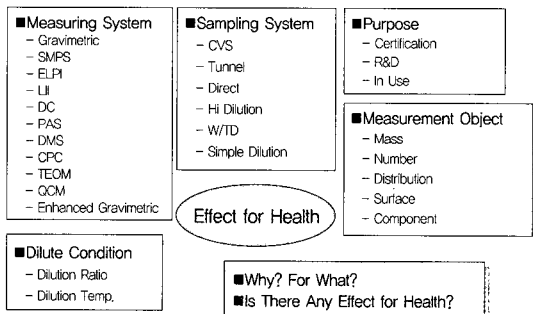 ■Measuring System
– Gravimetric
– SMPS
– ELPI
– LII
– DC
– PAS
– DMS
– CPC
– TEOM
– QCM
– Enhanced Gravimetric
■Sampling System
– CVS
– Tunnel
– Direct
– Hi Dilution
– W/TD
– Simple Dilution
■Purpose
– Certification
– R&D
– In Use
■Measurement Object
– Mass
– Number
– Distribution
– Surface
– Component
Effect for Health
■Dilute Condition
– Dilution Ratio
– Dilution Temp.
■Why? For What?
■Is There Any Effect for Health?